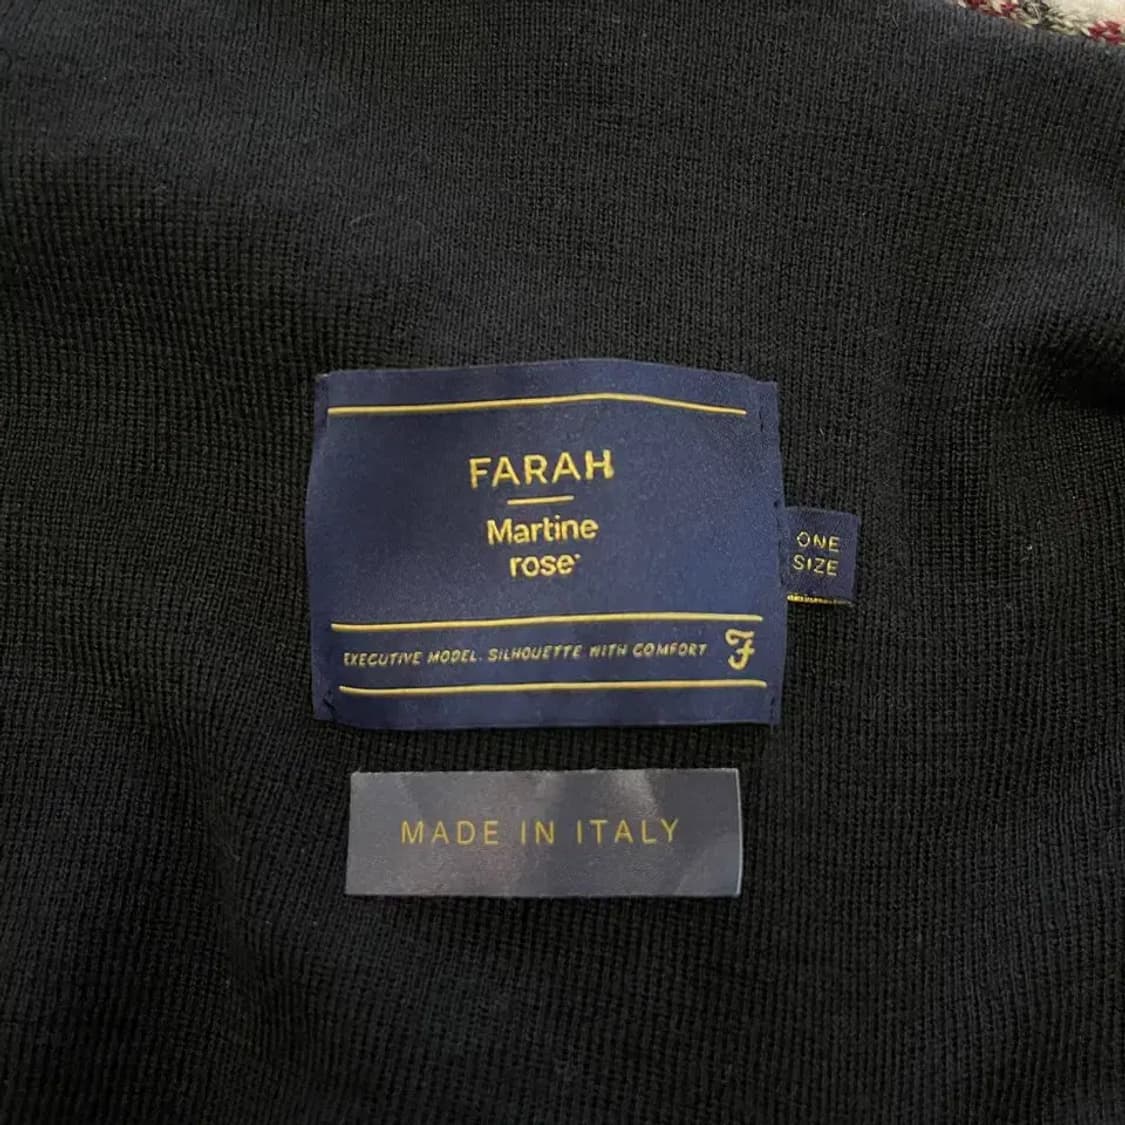 FARAH
Martine
rose
ONE
SIZE
EXECUTIVE MODEL. SILHOUETTE WITH COMFORT F
MADE IN ITALY